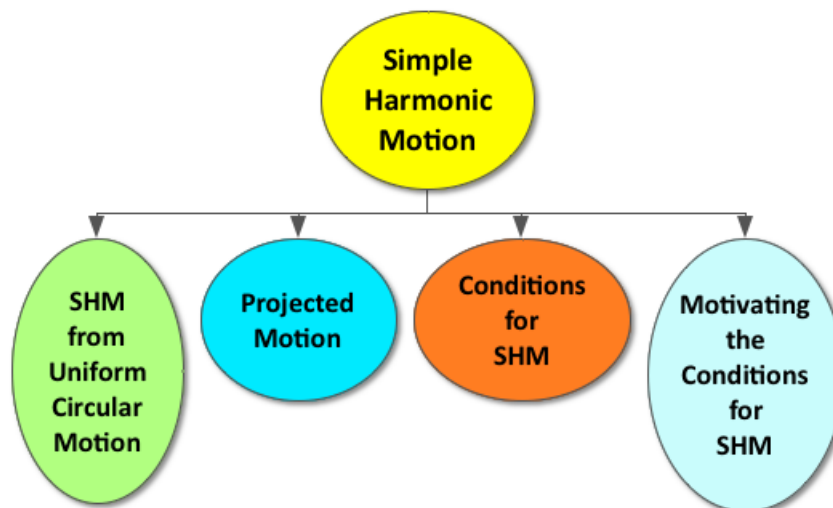 Simple
Harmonic
Motion
SHM
from
Uniform
Circular
Motion
Projected
Motion
Conditions
for
SHM
Motivating
the
Conditions
for
SHM